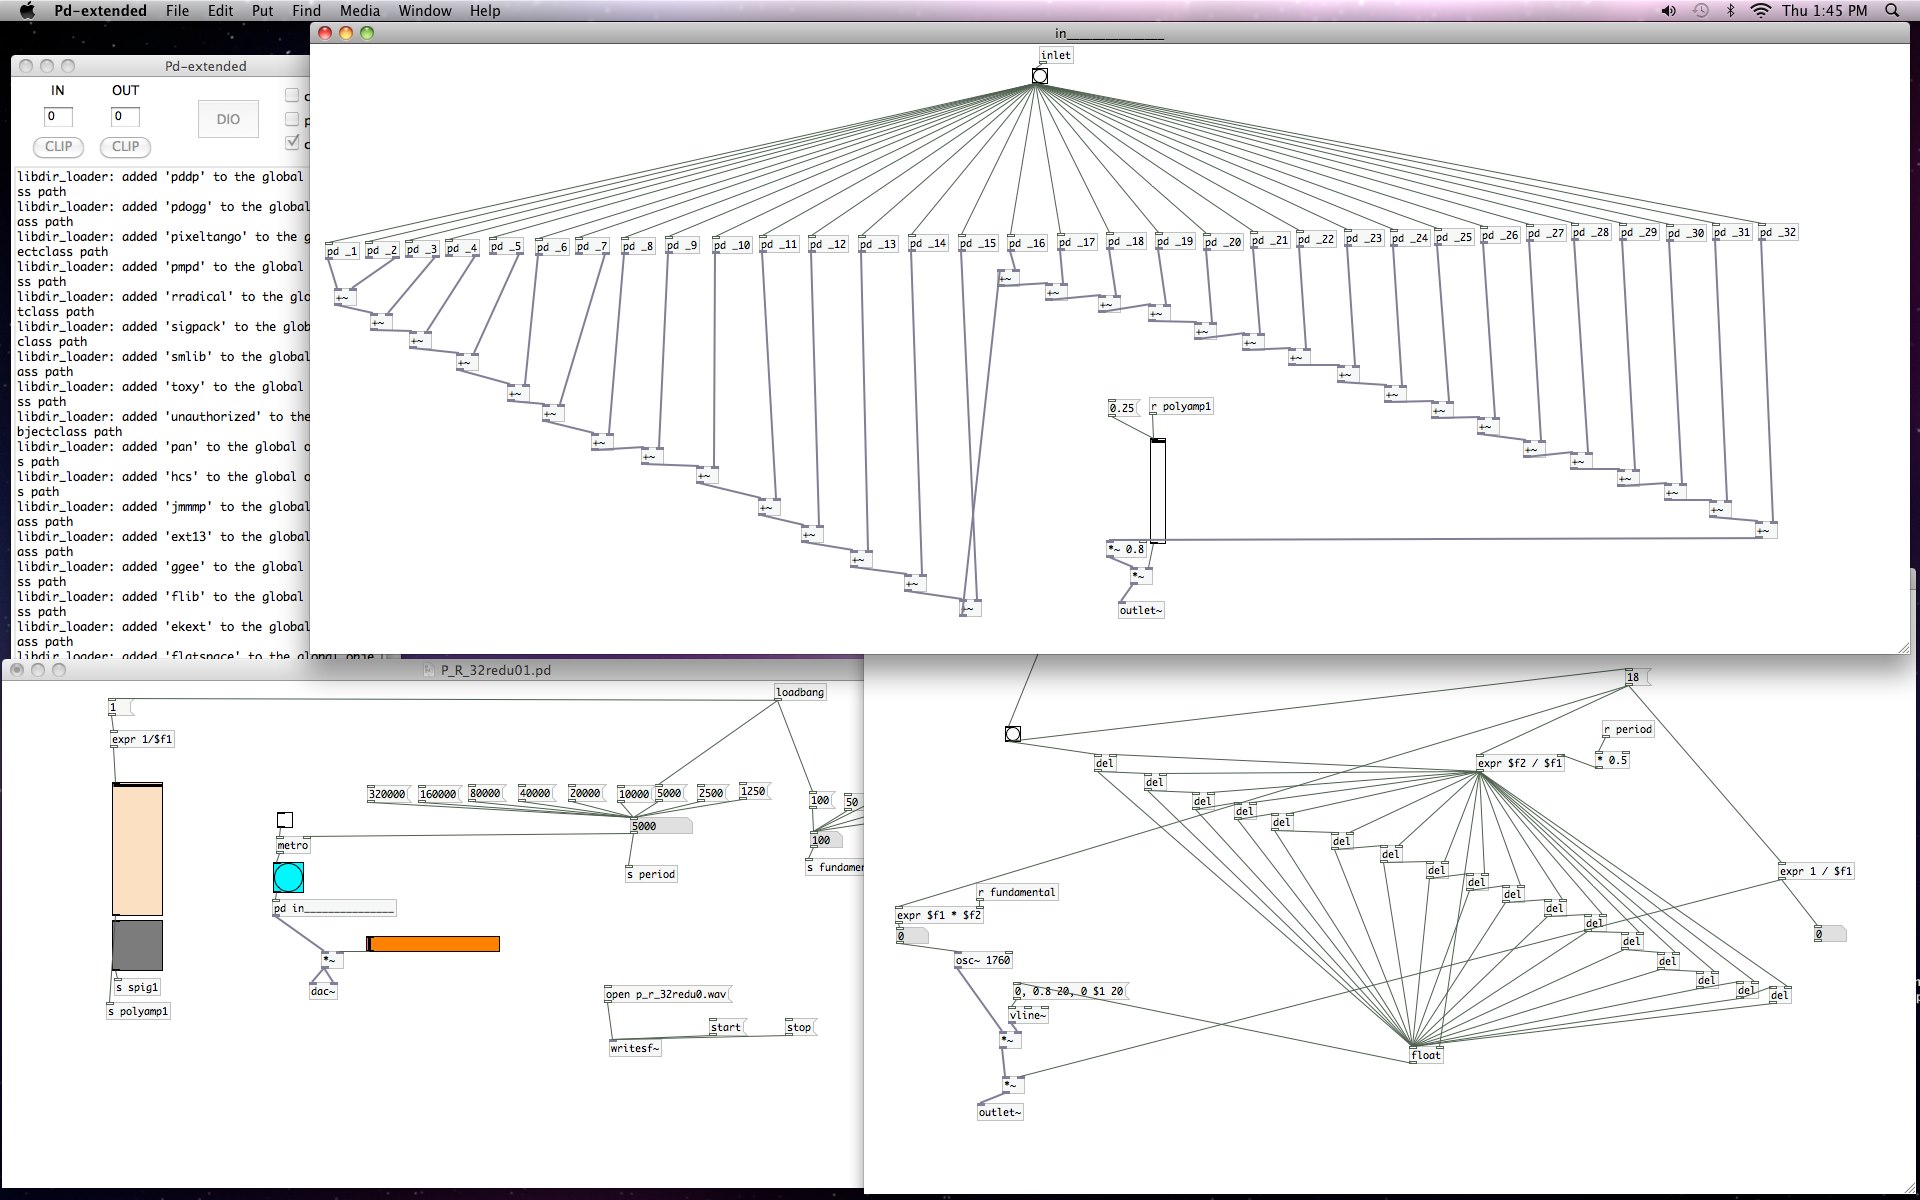 Pd-extended File Edit Put Find Media Window Help
Thu 1:45 PM
Pd-extended
IN OUT
0 0
DIO
CLIP CLIP
libdir_loader: added 'pddp' to the global
ss path
libdir_loader: added 'pdogg' to the global
ass path
libdir_loader: added 'pixeltango' to the g
ectclass path
libdir_loader: added 'pmpd' to the global
ss path
libdir_loader: added 'rradical' to the glo
tclass path
libdir_loader: added 'sigpack' to the glob
class path
libdir_loader: added 'smlib' to the global
ass path
libdir_loader: added 'toxy' to the global
ss path
libdir_loader: added 'unauthorized' to the
bjectclass path
libdir_loader: added 'pan' to the global o
s path
libdir_loader: added 'hcs' to the global o
s path
libdir_loader: added 'jmmmp' to the global
ass path
libdir_loader: added 'ext13' to the global
ass path
libdir_loader: added 'ggee' to the global
ss path
libdir_loader: added 'flib' to the global
ss path
libdir_loader: added 'ekext' to the global
ass path
libdir_loader: added 'flatspace' to the global obje
in______________
inlet
pd _1 pd _2 pd _3 pd _4 pd _5 pd _6 pd _7 pd _8 pd _9 pd _10 pd _11 pd _12 pd _13 pd _14 pd _15 pd _16 pd _17 pd _18 pd _19 pd _20 pd _21 pd _22 pd _23 pd _24 pd _25 pd _26 pd _27 pd _28 pd _29 pd _30 pd _31 pd _32
+~ +~ +~ +~ +~ +~ +~ +~ +~ +~ +~ +~ +~ +~
+~ +~ +~ +~ +~ +~ +~ +~ +~ +~ +~ +~ +~ +~ +~ +~ +~
0.25 r polyamp1
*~ 0.8
*~
outlet~
P_R_32redu01.pd
loadbang
1
expr 1/$f1
320000 160000 80000 40000 20000 10000 5000 2500 1250
5000
metro
s period
100 50
100
s fundamen
pd in______________
*~
dac~
s spig1
s polyamp1
open p_r_32redu0.wav
start stop
writesf~
18
r period
expr $f2 / $f1 * 0.5
del del del del del del del del del del del del del del del del del
expr 1 / $f1
0
r fundamental
expr $f1 * $f2
0
osc~ 1760
0, 0.8 20, 0 $1 20
vline~
*~
float
*~
outlet~